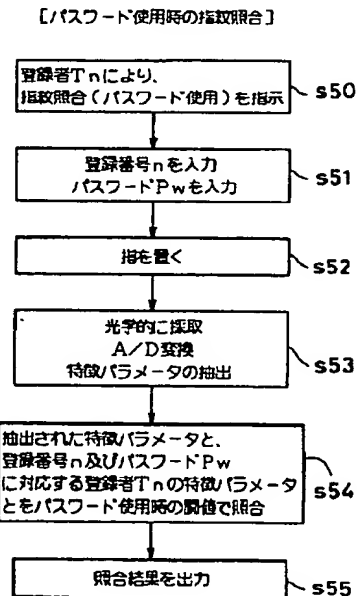 [パスワード使用時の指紋照合]
登録者Tnにより、
指紋照合(パスワード使用)を指示
s50
登録番号nを入力
パスワードPwも入力
s51
指を置く
s52
光学的に採取
A/D変換
特徴パラメータの抽出
s53
抽出された特徴パラメータと、
登録番号n及びパスワードPw
に対応する登録者Tnの特徴パラメータ
とをパスワード使用時の閾値で照合
s54
照合結果を出力
s55